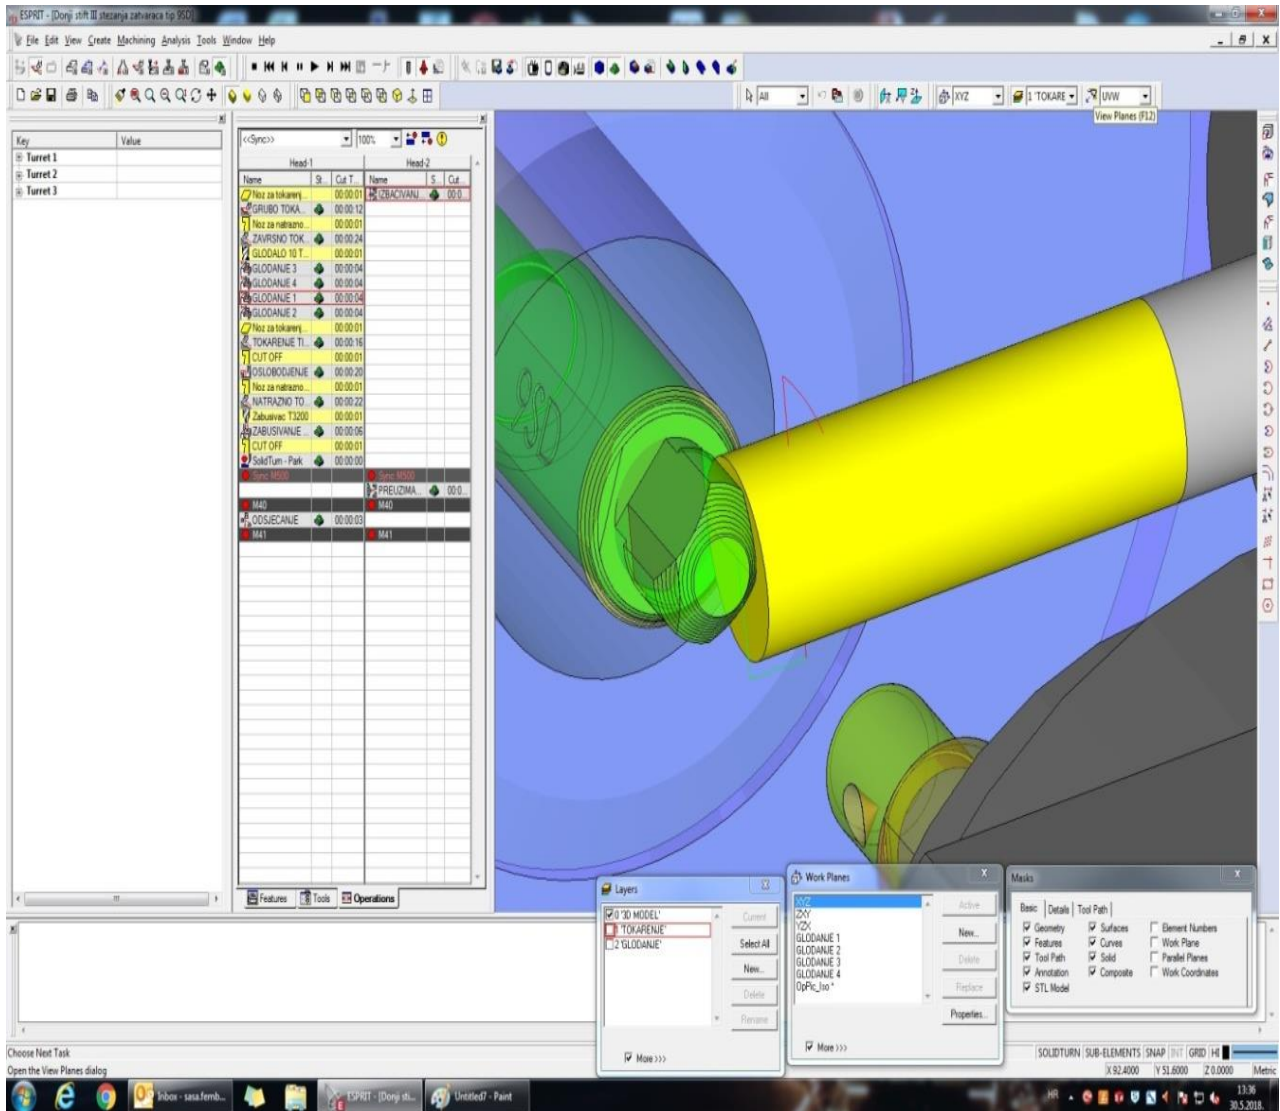 ESPRIT - [Donji stift III stezanja zatvaraca tip 9SD]
File Edit View Create Machining Analysis Tools Window Help
All XYZ 1 'TOKARE UVW
View Planes (F12)
Key Value
Turret 1
Turret 2
Turret 3
<<Sync>> 100%
Head-1 Head-2
Name St... Cut T... Name S... Cut...
Noz za tokarenj... 00:00:01 IZBACIVANJ... 00:0...
GRUBO TOKA... 00:00:12
Noz za natrazno... 00:00:01
ZAVRSNO TOK... 00:00:24
GLODALO 10 T... 00:00:01
GLODANJE 3 00:00:04
GLODANJE 4 00:00:04
GLODANJE 1 00:00:04
GLODANJE 2 00:00:04
Noz za tokarenj... 00:00:01
TOKARENJE TI... 00:00:16
CUT OFF 00:00:01
OSLOBODJENJE 00:00:20
Noz za natrazno... 00:00:01
NATRAZNO TO... 00:00:22
Zabusivac T3200 00:00:01
ZABUSIVANJE ... 00:00:06
CUT OFF 00:00:01
SolidTurn - Park 00:00:00
Sync M500 Sync M500
PREUZIMA... 00:0...
M40 M40
ODSJECANJE 00:00:03
M41 M41
Features Tools Operations
Layers
0 '3D MODEL'
1 'TOKARENJE'
2 'GLODANJE'
Current
Select All
New...
Delete
Rename
More >>>
Work Planes
XYZ
ZXY
YZX
GLODANJE 1
GLODANJE 2
GLODANJE 3
GLODANJE 4
OpPic_Iso *
Active
New...
Delete
Replace
Properties...
More >>>
Masks
Basic Details Tool Path
Geometry Surfaces Element Numbers
Features Curves Work Plane
Tool Path Solid Parallel Planes
Annotation Composite Work Coordinates
STL Model
Choose Next Task
SOLIDTURN SUB-ELEMENTS SNAP INT GRID HI
Open the View Planes dialog
X 92.4000 Y 51.6000 Z 0.0000 Metric
Inbox - sasa.femb... ESPRIT - [Donji sti... Untitled7 - Paint
HR 13:36
30.5.2018.